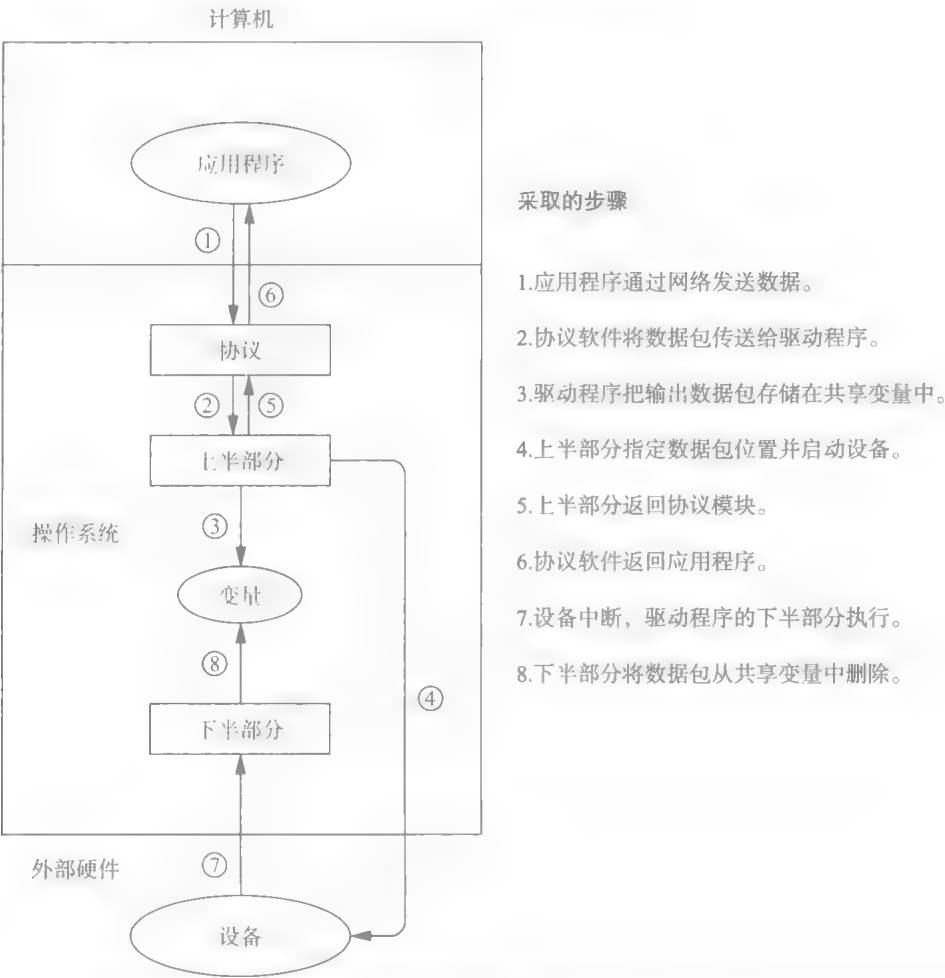 计算机
应用程序
①
⑥
协议
②
⑤
上半部分
操作系统
③
变量
⑧
④
下半部分
外部硬件
⑦
设备
采取的步骤
1.应用程序通过网络发送数据。
2.协议软件将数据包传送给驱动程序。
3.驱动程序把输出数据包存储在共享变量中。
4.上半部分指定数据包位置并启动设备。
5.上半部分返回协议模块。
6.协议软件返回应用程序。
7.设备中断，驱动程序的下半部分执行。
8.下半部分将数据包从共享变量中删除。